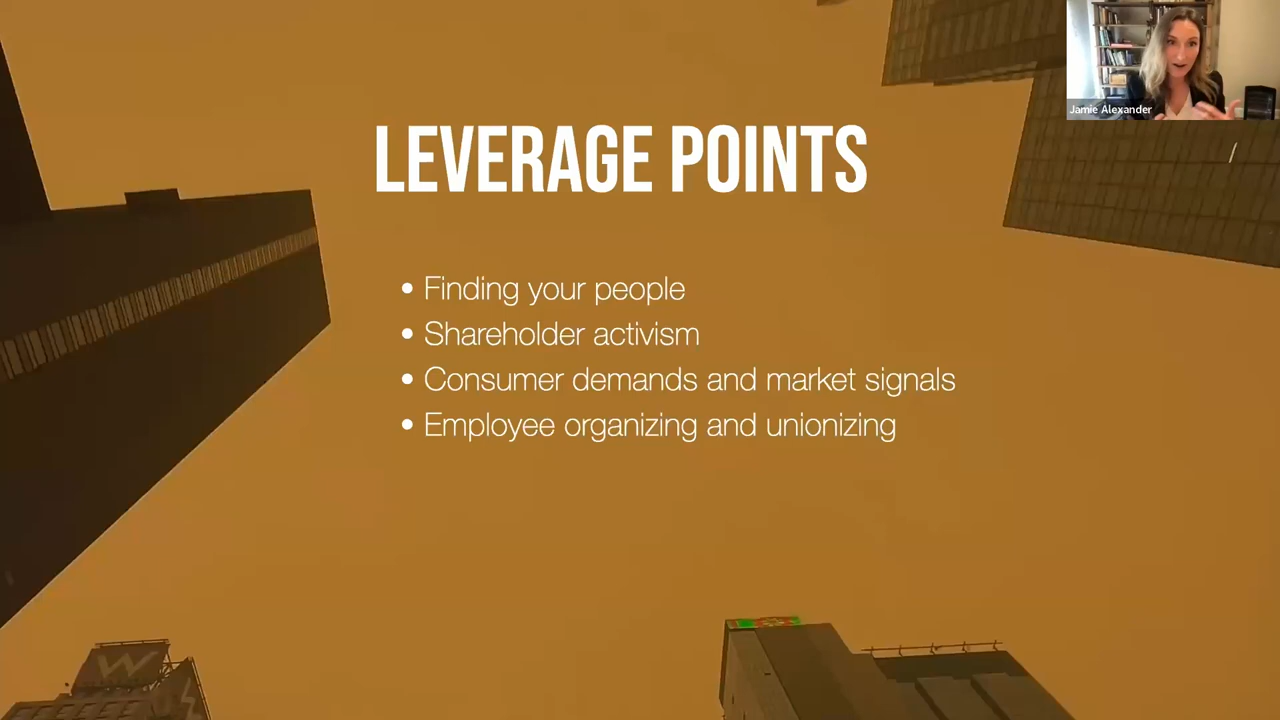 Jamie Alexander
LEVERAGE POINTS
• Finding your people
• Shareholder activism
• Consumer demands and market signals
• Employee organizing and unionizing
W